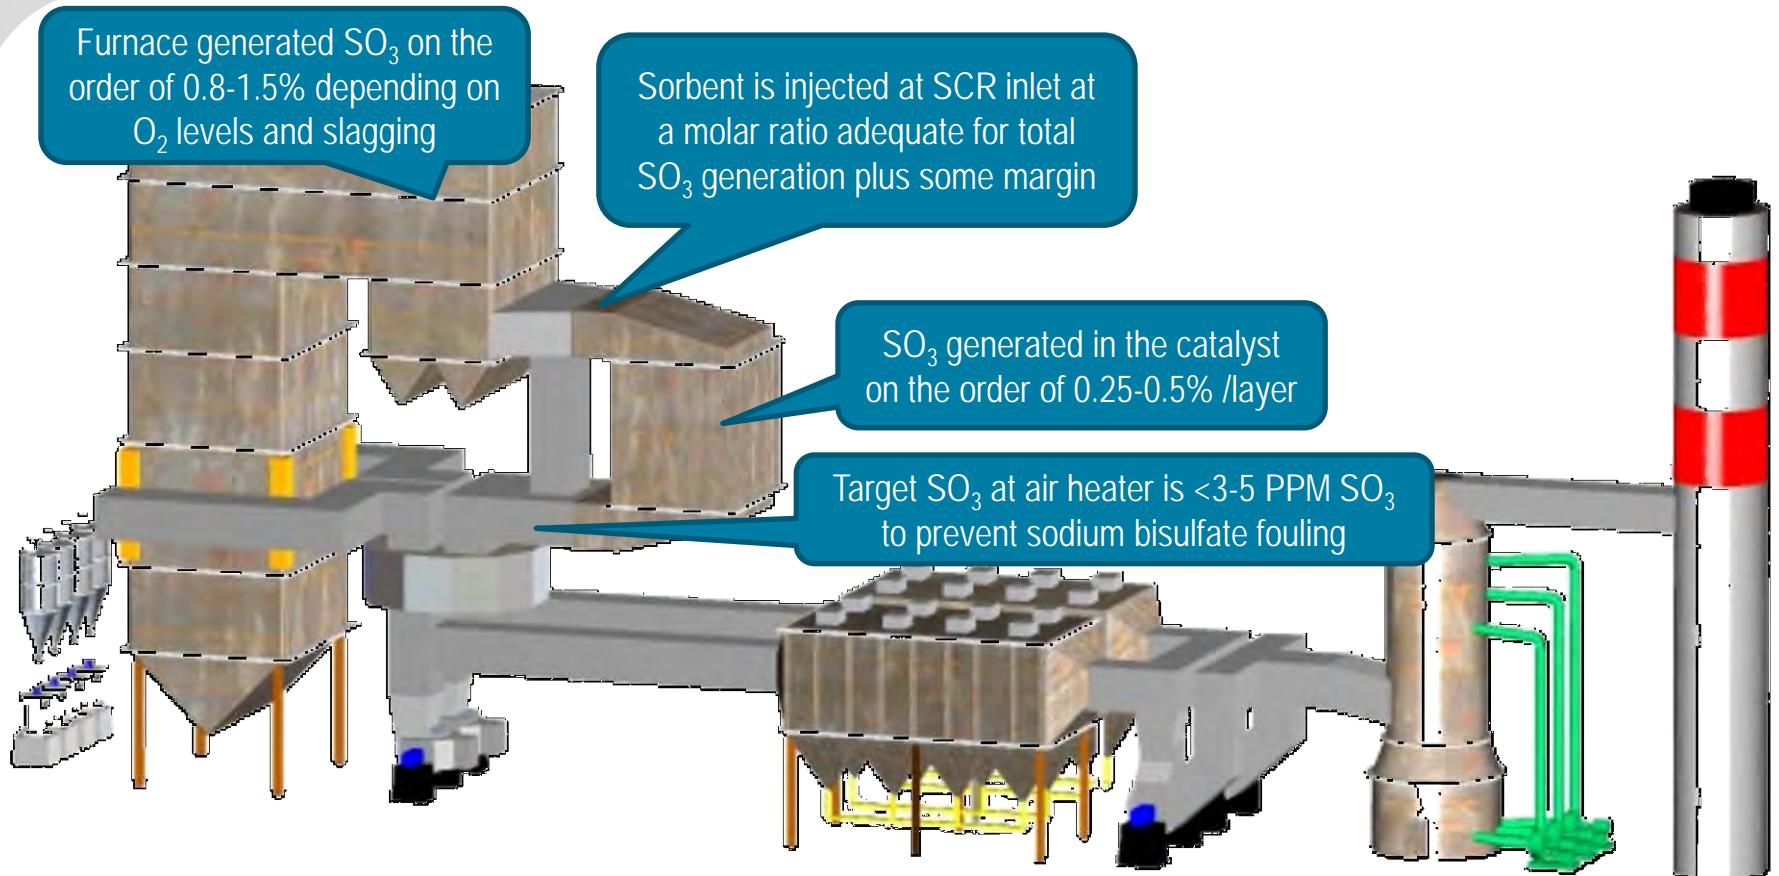 Furnace generated SO₃ on the
order of 0.8-1.5% depending on
O₂ levels and slagging
Sorbent is injected at SCR inlet at
a molar ratio adequate for total
SO₃ generation plus some margin
SO₃ generated in the catalyst
on the order of 0.25-0.5% /layer
Target SO₃ at air heater is <3-5 PPM SO₃
to prevent sodium bisulfate fouling